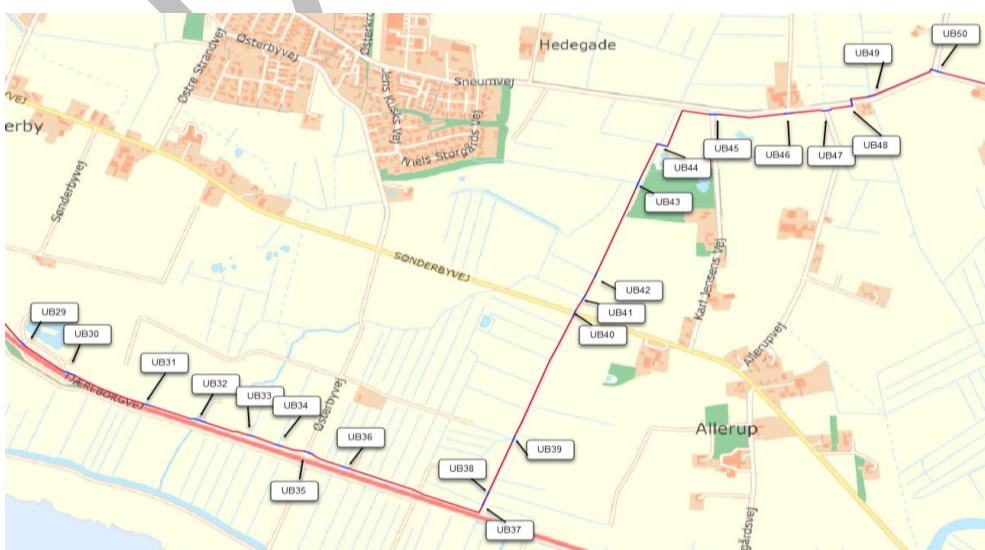 UB50
Hedegade
UB49
Østerbyvej
Østre Strandvej
Sneumvej
Jens Kusks Vej
Niels Storgårds Vej
erby
UB45
UB46
UB47
UB48
UB44
UB43
Sønderbyvej
SØNDERBYVEJ
Karl Jensens Vej
UB42
UB41
UB40
UB29
UB30
UB31
UB32
UB33
UB34
Østerbyvej
Allerupvej
Allerup
UB36
UB35
UB39
UB38
UB37
gårdsvej